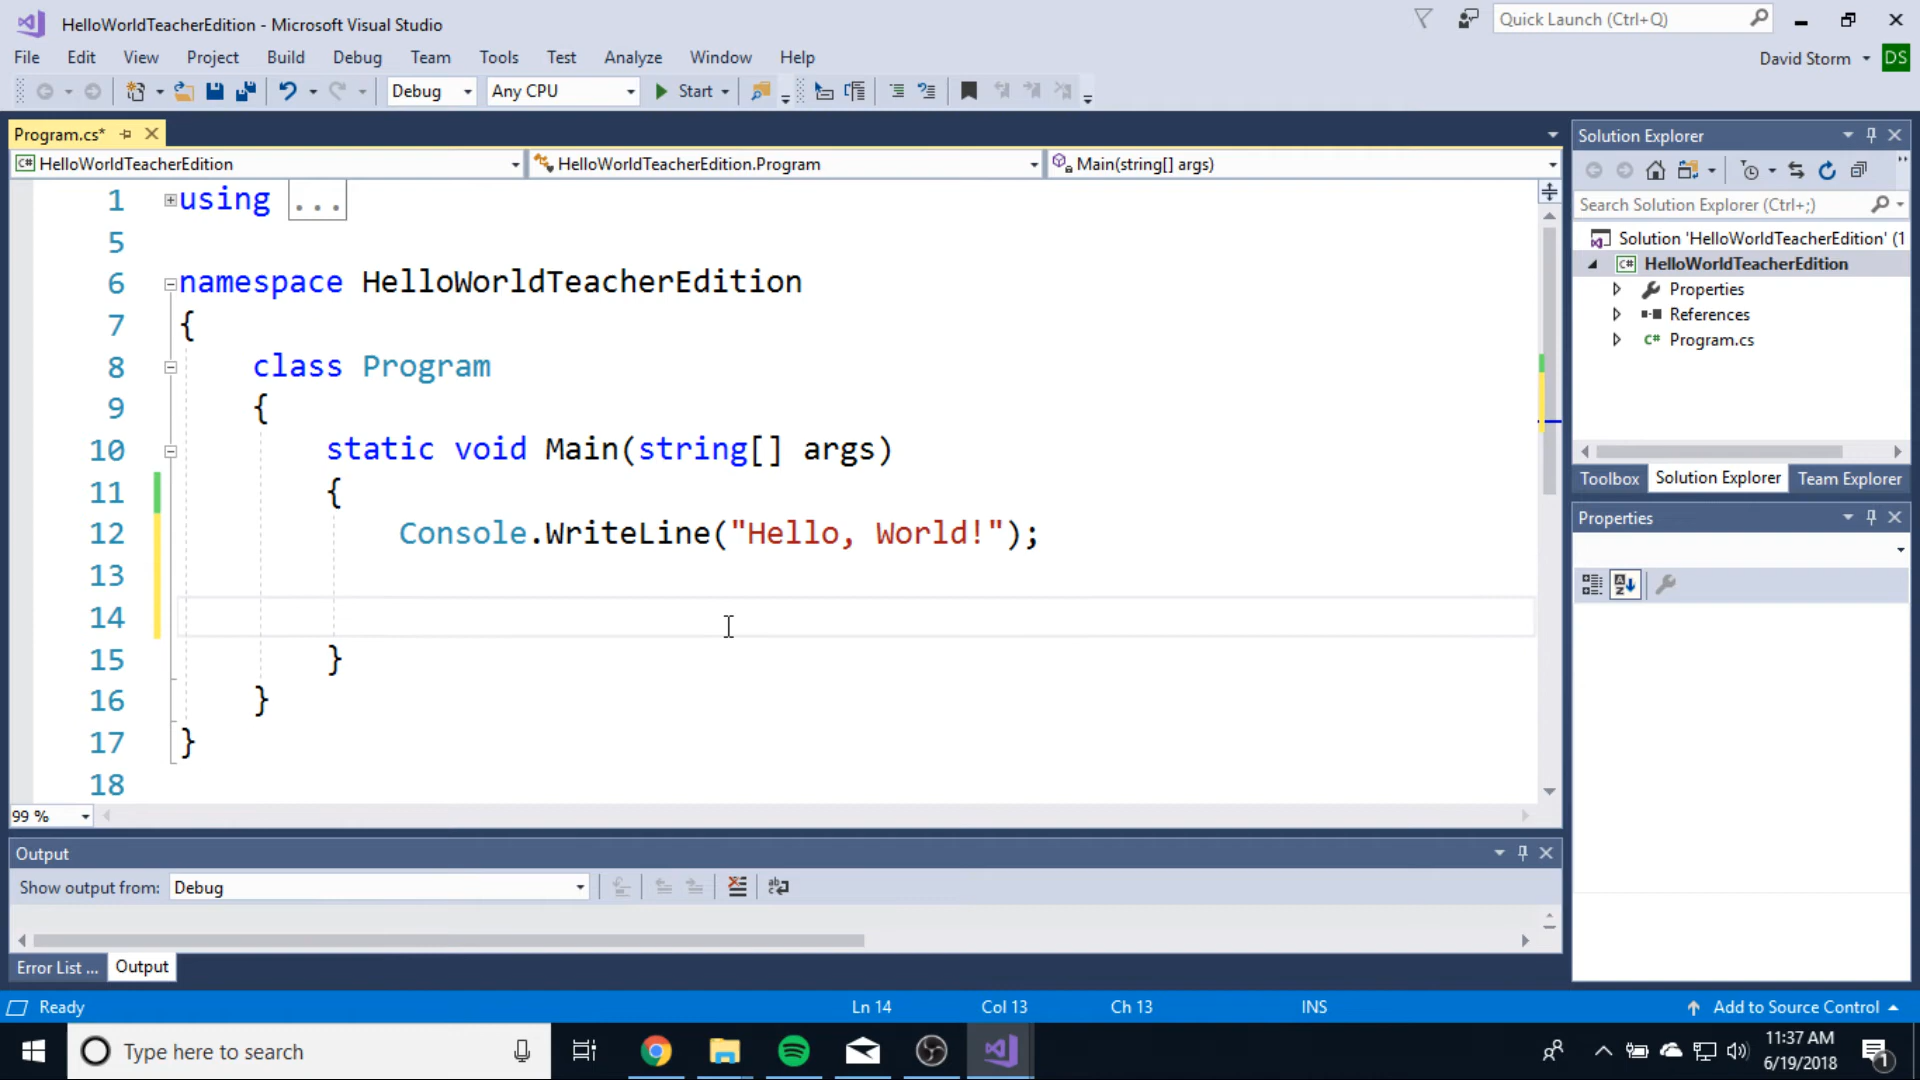 HelloWorldTeacherEdition - Microsoft Visual Studio
Quick Launch (Ctrl+Q)
File Edit View Project Build Debug Team Tools Test Analyze Window Help
David Storm DS
Debug Any CPU Start
Program.cs*
HelloWorldTeacherEdition HelloWorldTeacherEdition.Program Main(string[] args)
1 using ...
5
6 namespace HelloWorldTeacherEdition
7 {
8 class Program
9 {
10 static void Main(string[] args)
11 {
12 Console.WriteLine("Hello, World!");
13
14
15 }
16 }
17 }
18
99 %
Solution Explorer
Search Solution Explorer (Ctrl+;)
Solution 'HelloWorldTeacherEdition' (1
C# HelloWorldTeacherEdition
Properties
References
C# Program.cs
Toolbox Solution Explorer Team Explorer
Properties
Output
Show output from: Debug
Error List ... Output
Ready Ln 14 Col 13 Ch 13 INS Add to Source Control
Type here to search
11:37 AM
6/19/2018
1